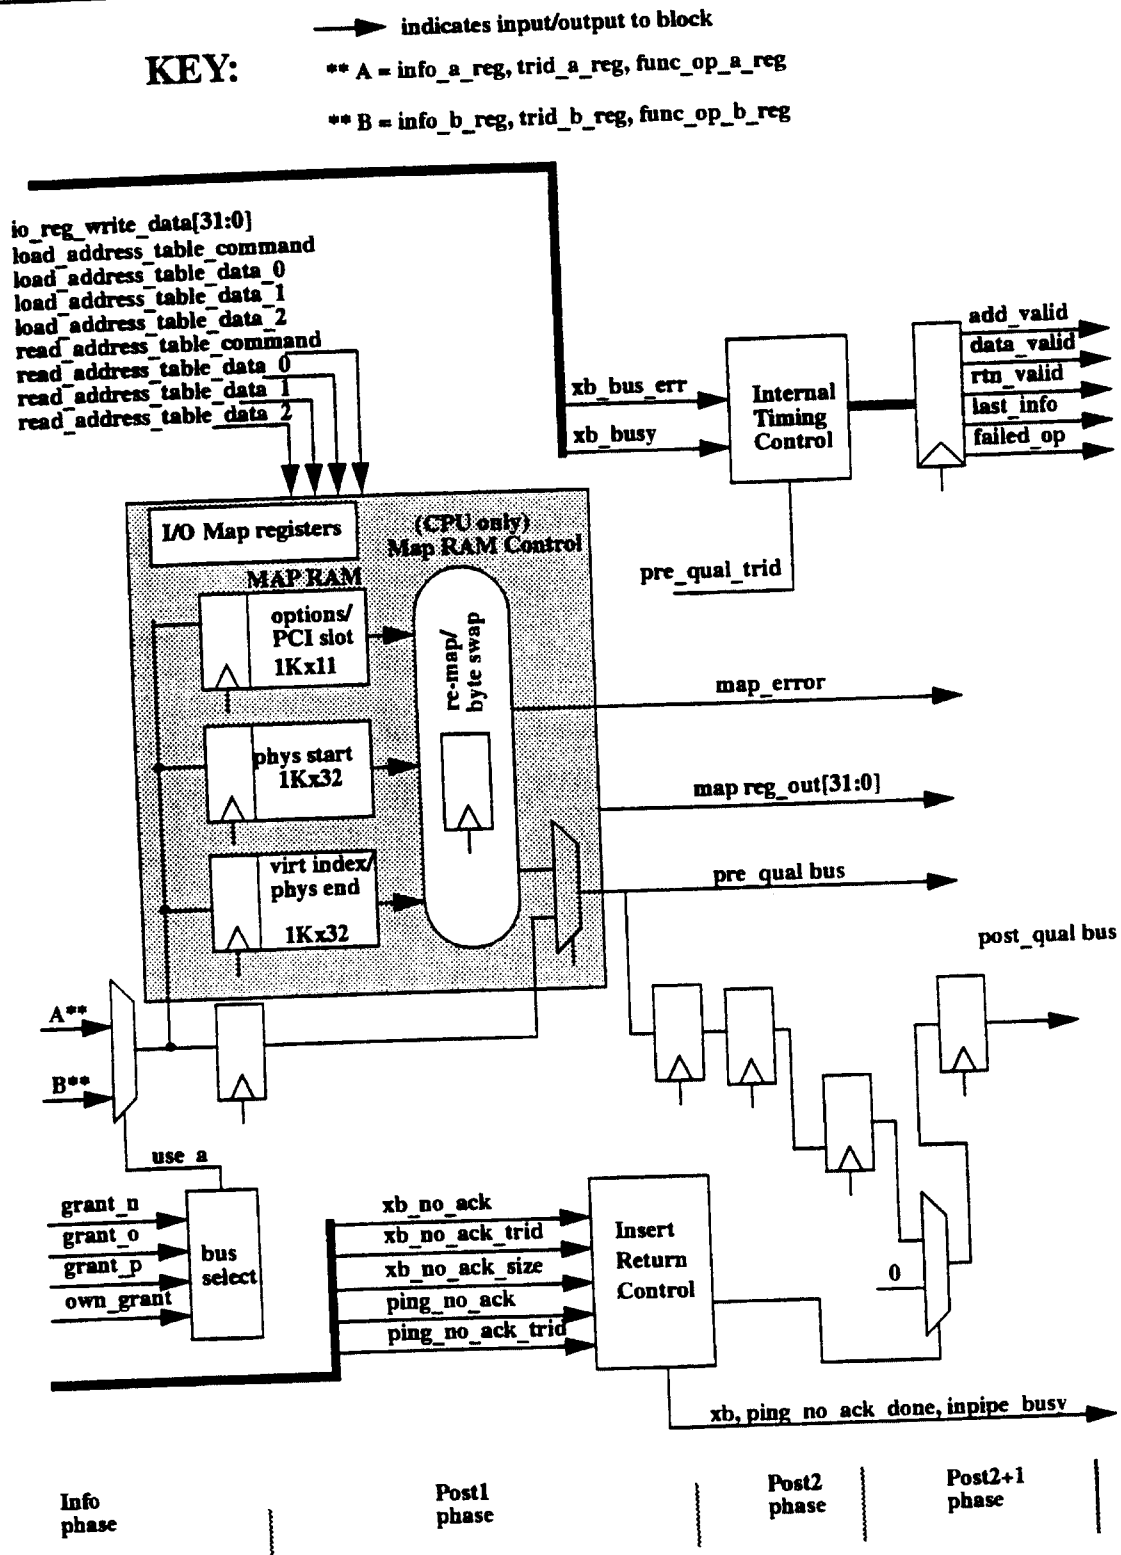 indicates input/output to block
KEY:
** A = info_a_reg, trid_a_reg, func_op_a_reg
** B = info_b_reg, trid_b_reg, func_op_b_reg
io_reg_write_data[31:0]
load_address_table_command
load_address_table_data_0
load_address_table_data_1
load_address_table_data_2
read_address_table_command
read_address_table_data_0
read_address_table_data_1
read_address_table_data_2
xb_bus_err
xb_busy
Internal
Timing
Control
add_valid
data_valid
rtn_valid
last_info
failed_op
pre_qual_trid
I/O Map registers
(CPU only)
Map RAM Control
MAP RAM
options/
PCI slot
1Kx11
re-map/
byte swap
phys start
1Kx32
virt index/
phys end
1Kx32
map_error
map reg_out[31:0]
pre_qual bus
post_qual bus
A**
B**
use_a
grant_n
grant_o
grant_p
own_grant
bus
select
xb_no_ack
xb_no_ack_trid
xb_no_ack_size
ping_no_ack
ping_no_ack_trid
Insert
Return
Control
0
xb, ping_no_ack_done, inpipe_busy
Info
phase
Post1
phase
Post2
phase
Post2+1
phase